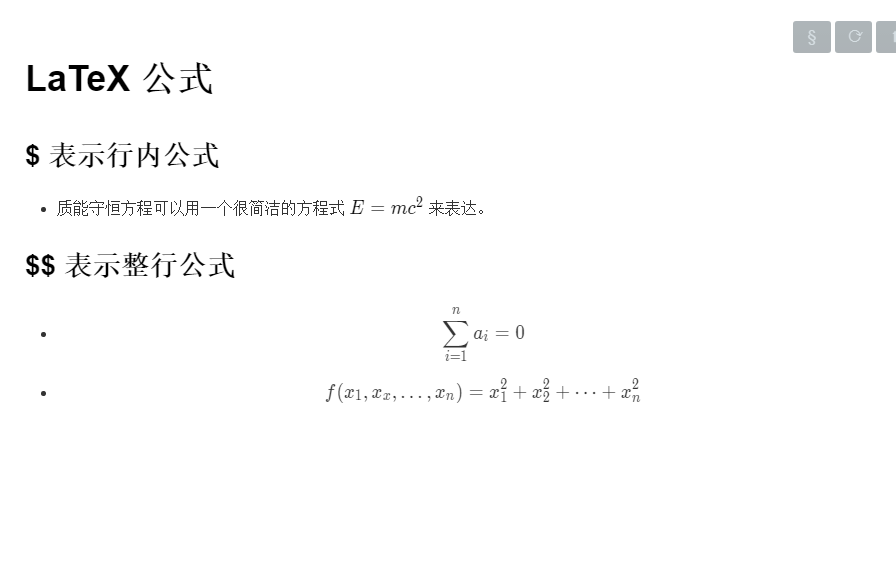 §
LaTeX 公式
$ 表示行内公式
• 质能守恒方程可以用一个很简洁的方程式 $E = mc^2$ 来表达。
$$ 表示整行公式
• $\sum_{i=1}^{n} a_i = 0$
• $f(x_1, x_x, \ldots, x_n) = x_1^2 + x_2^2 + \cdots + x_n^2$